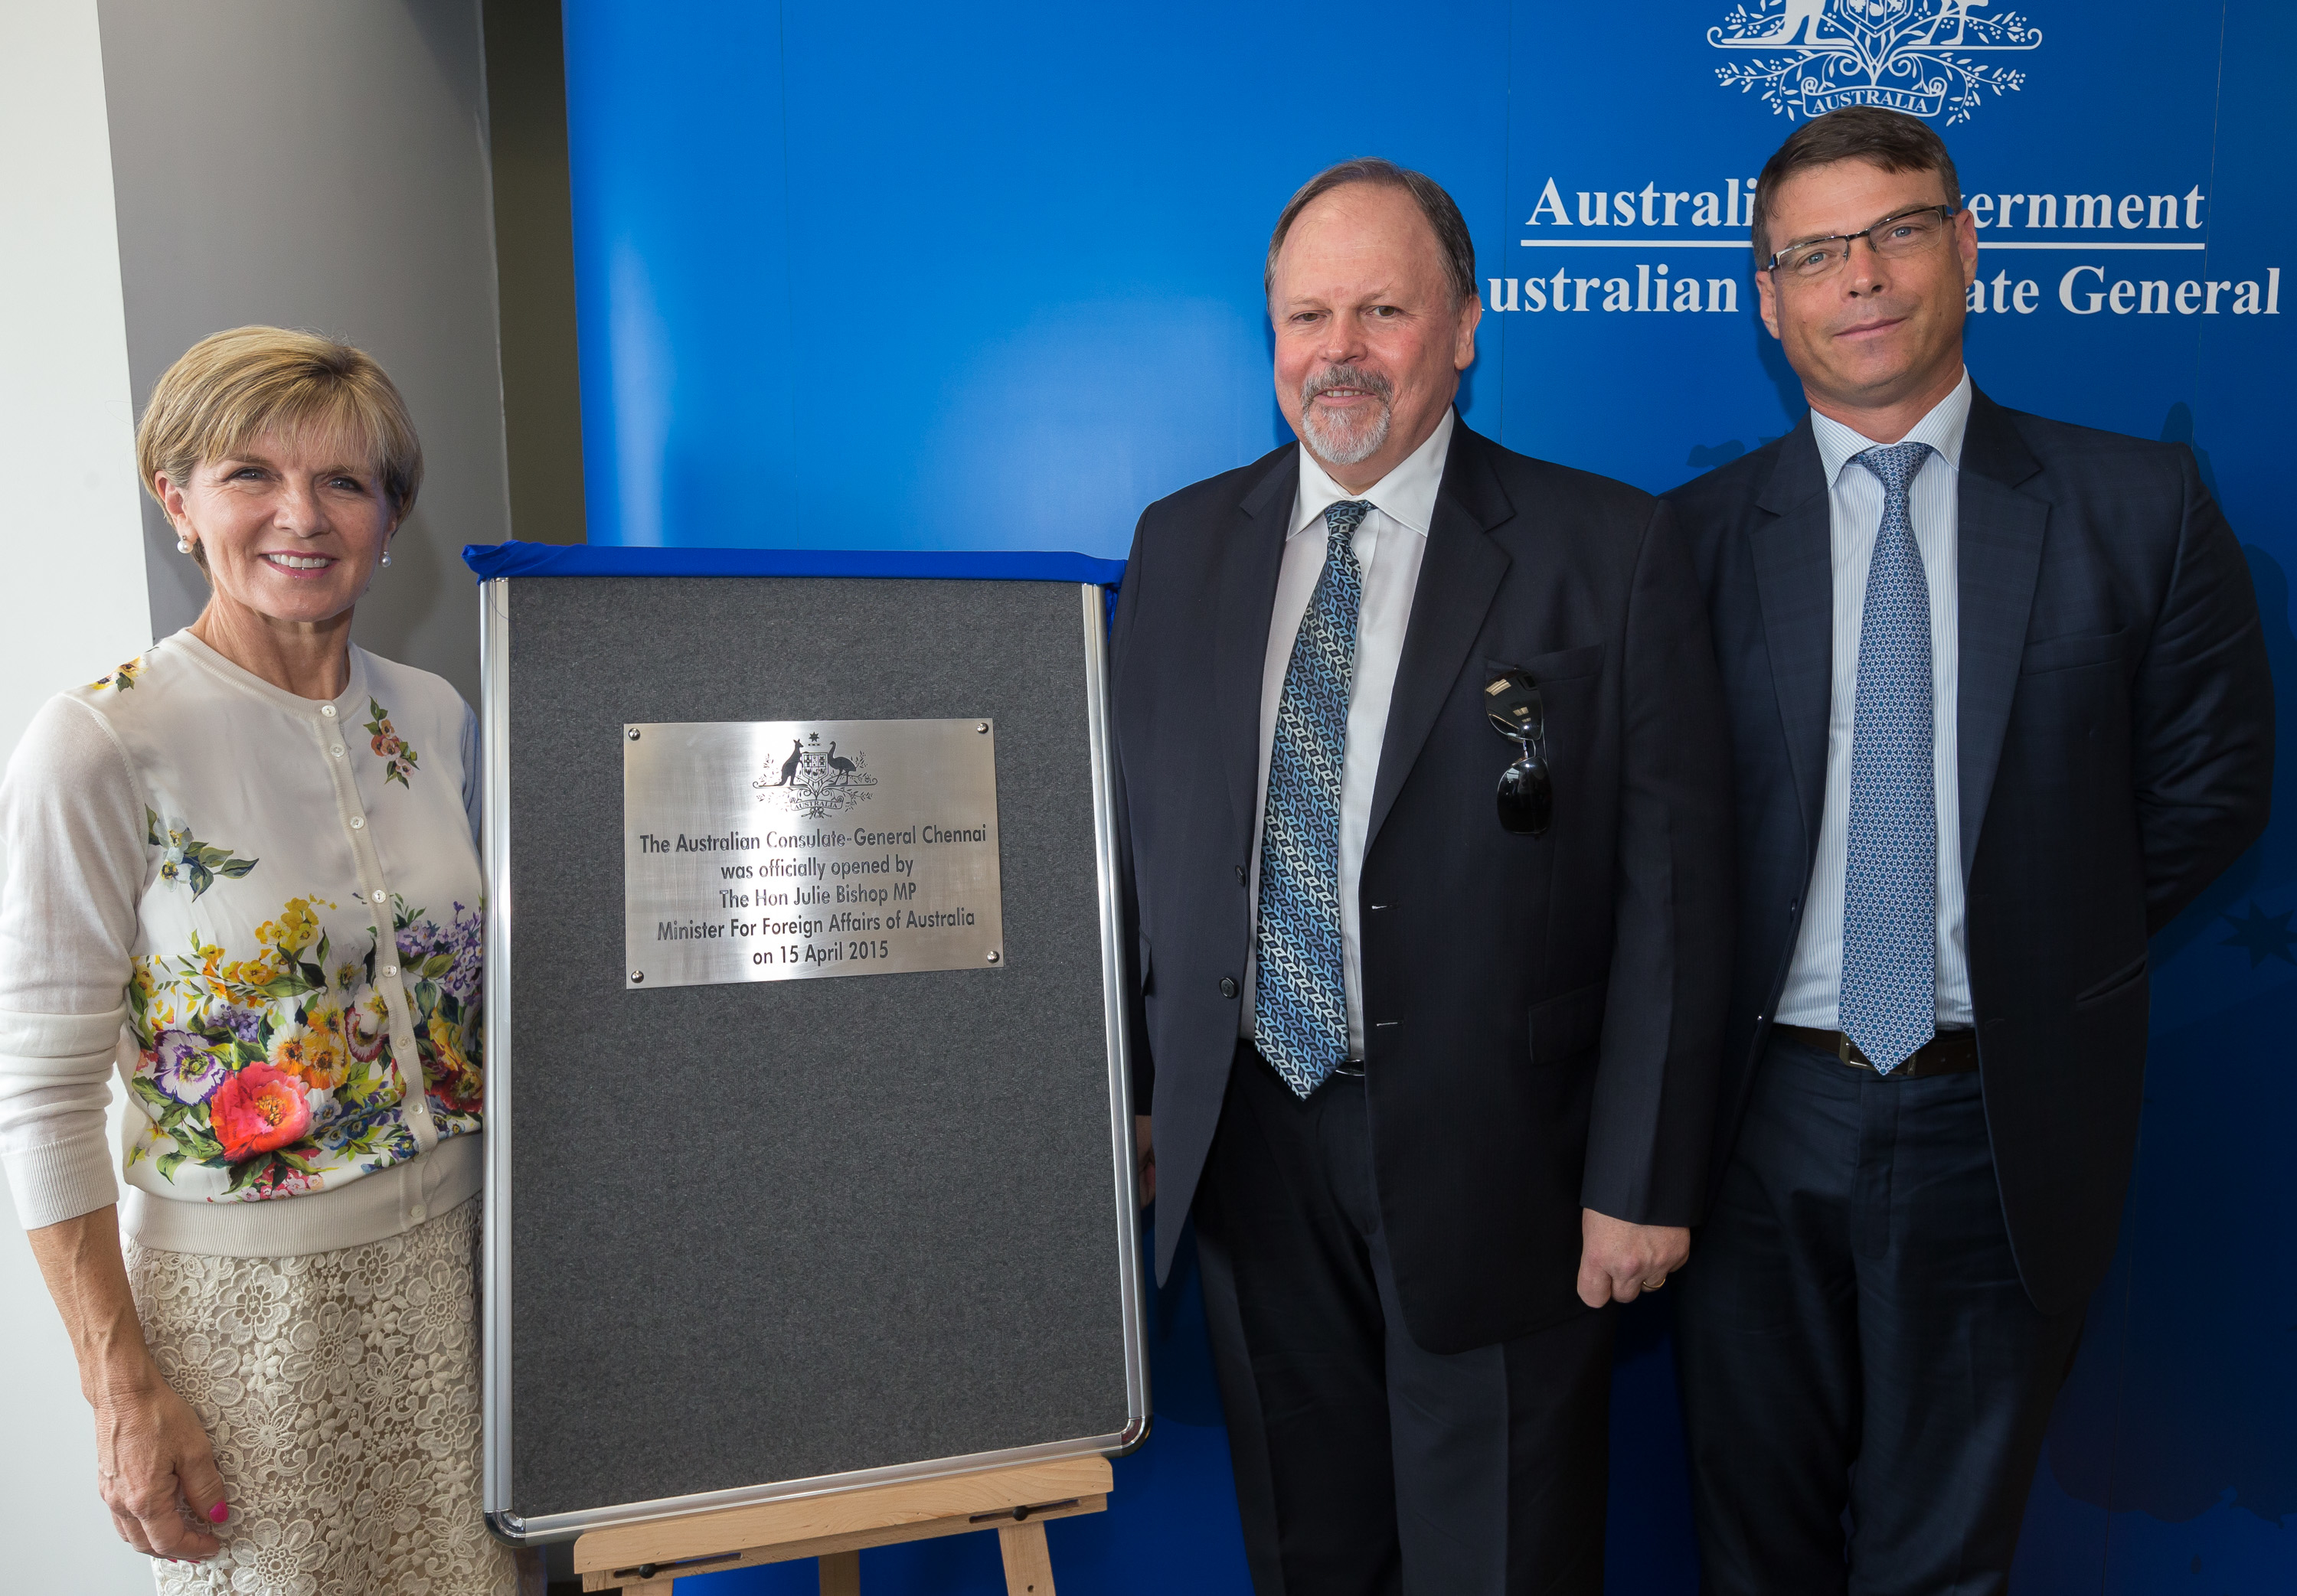 AUSTRALIA
Australi ernment
ustralian ate General
AUSTRALIA
The Australian Consulate-General Chennai
was officially opened by
The Hon Julie Bishop MP
Minister For Foreign Affairs of Australia
on 15 April 2015